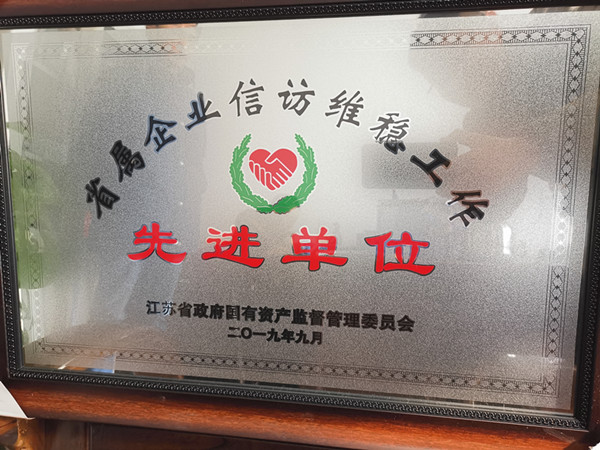 省属企业信访维稳工作
先进单位
江苏省政府国有资产监督管理委员会
二〇一九年九月